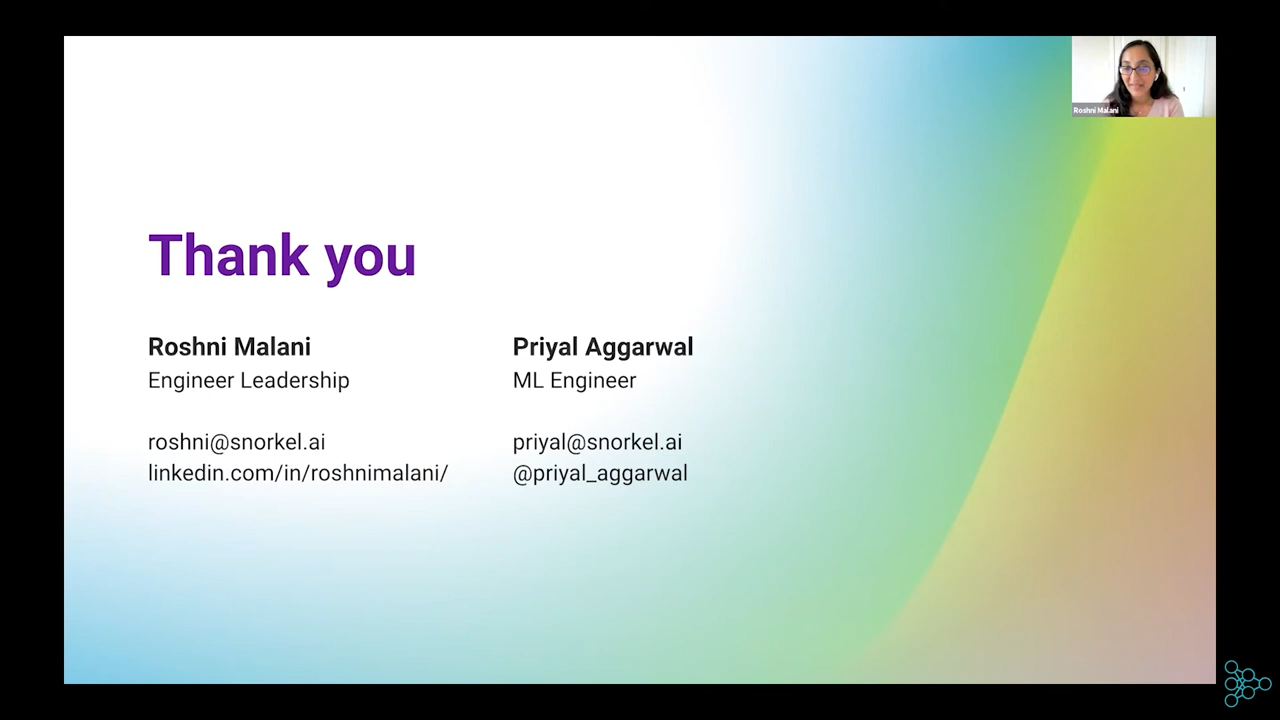 Roshni Malani
Thank you
Roshni Malani
Engineer Leadership
roshni@snorkel.ai
linkedin.com/in/roshnimalani/
Priyal Aggarwal
ML Engineer
priyal@snorkel.ai
@priyal_aggarwal